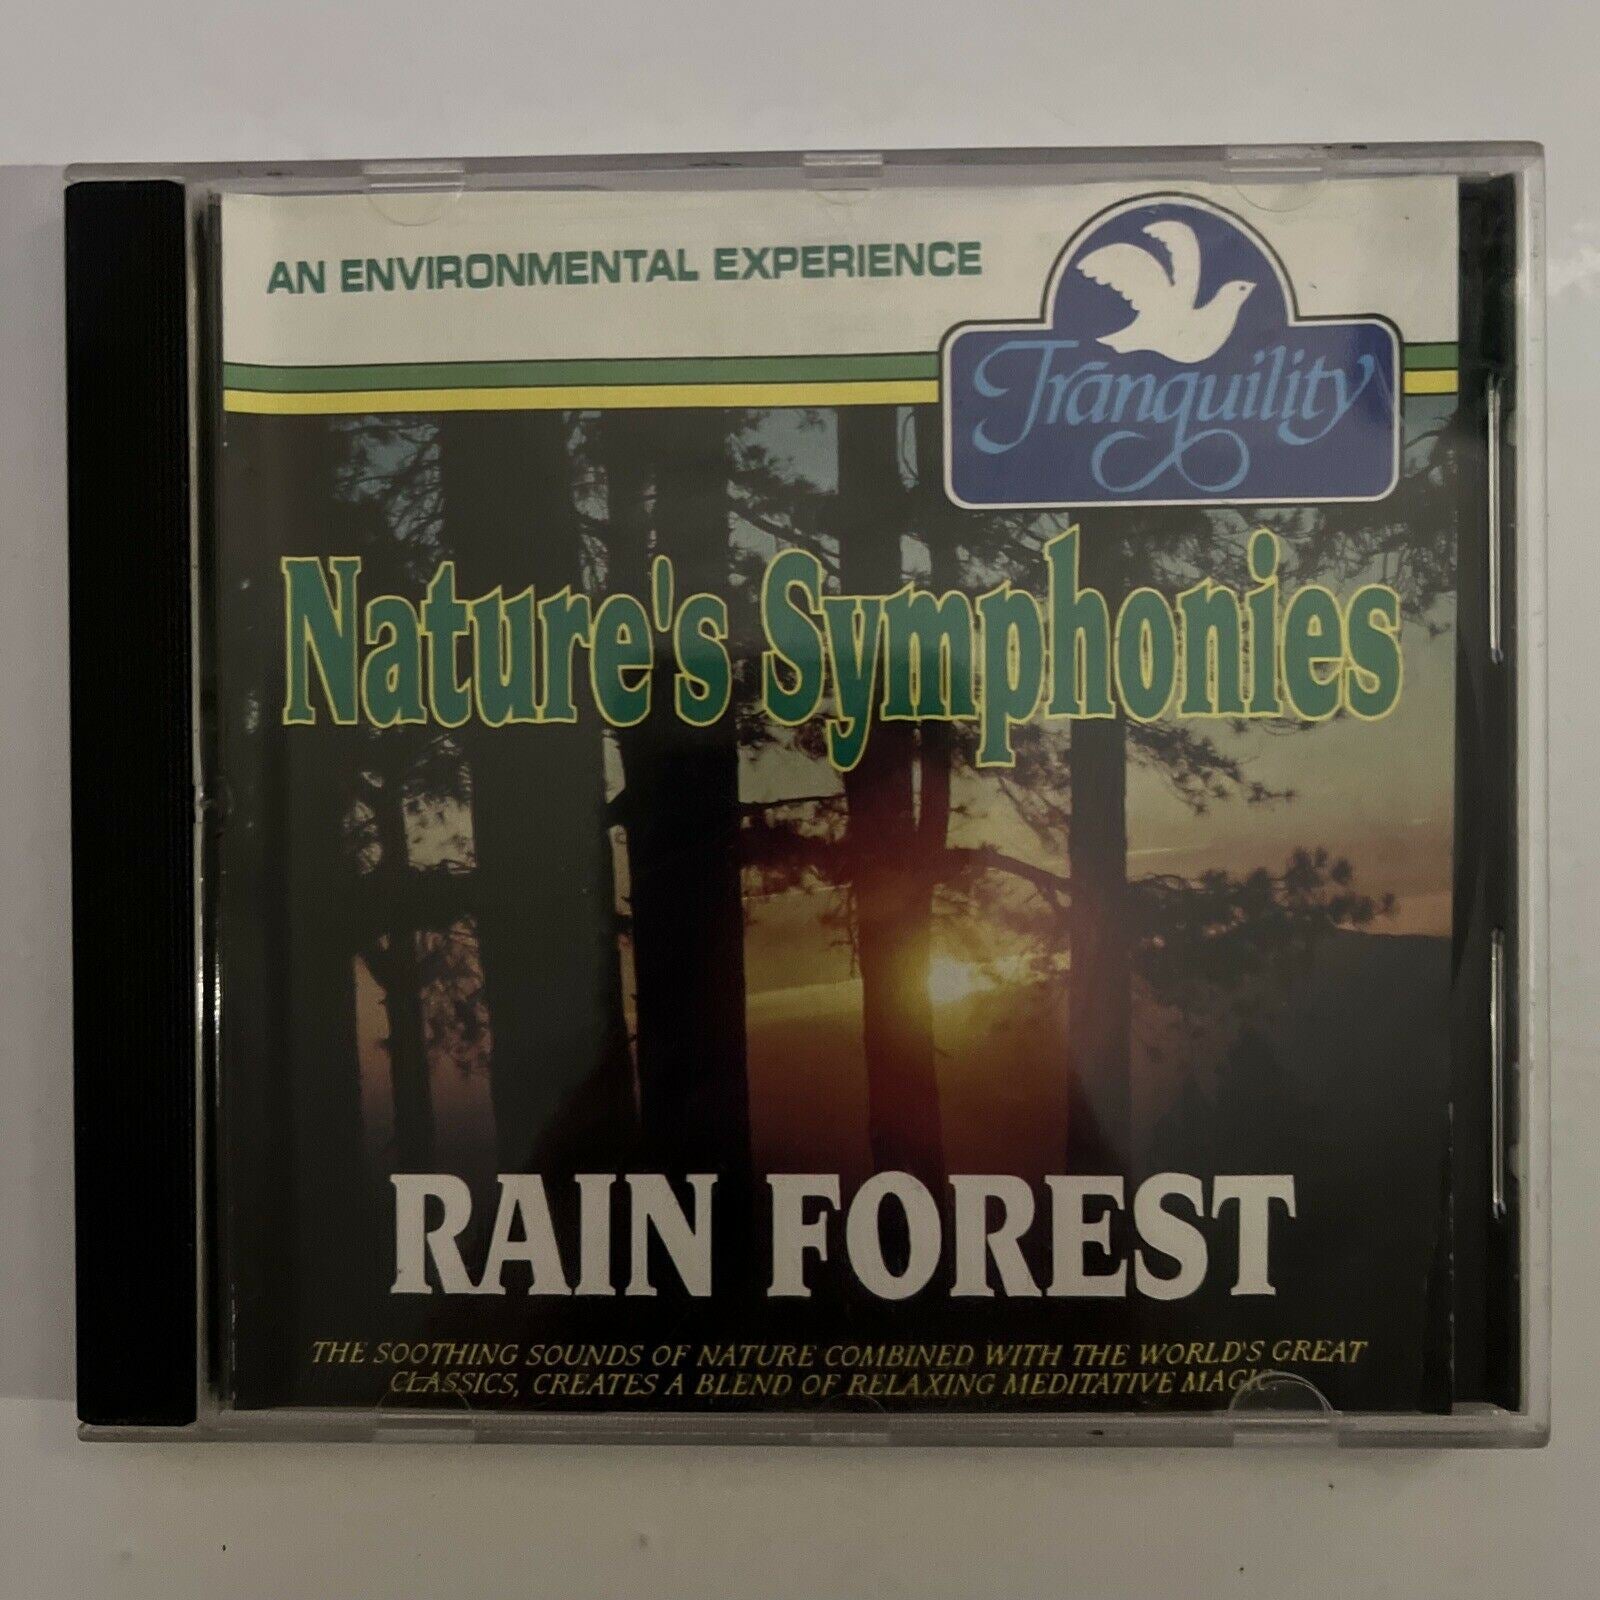 AN ENVIRONMENTAL EXPERIENCE
Tranquility
Nature's Symphonies
RAIN FOREST
THE SOOTHING SOUNDS OF NATURE COMBINED WITH THE WORLD'S GREAT
CLASSICS, CREATES A BLEND OF RELAXING MEDITATIVE MAGIC.